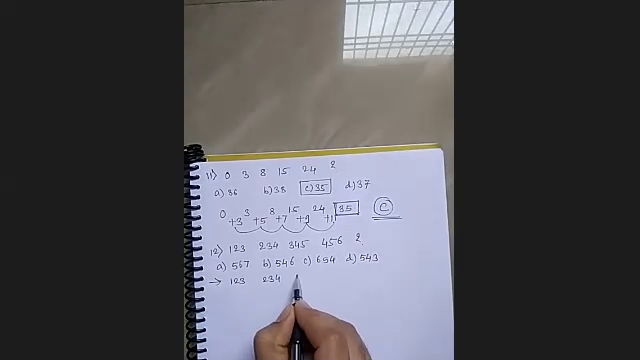 11) 0 3 8 15 24 ?
a) 36 b) 38 c) 35 d) 37
0 3 8 15 24 35 C
+3 +5 +7 +9 +11
12) 123 234 345 456 ?
a) 567 b) 546 c) 654 d) 543
→ 123 234